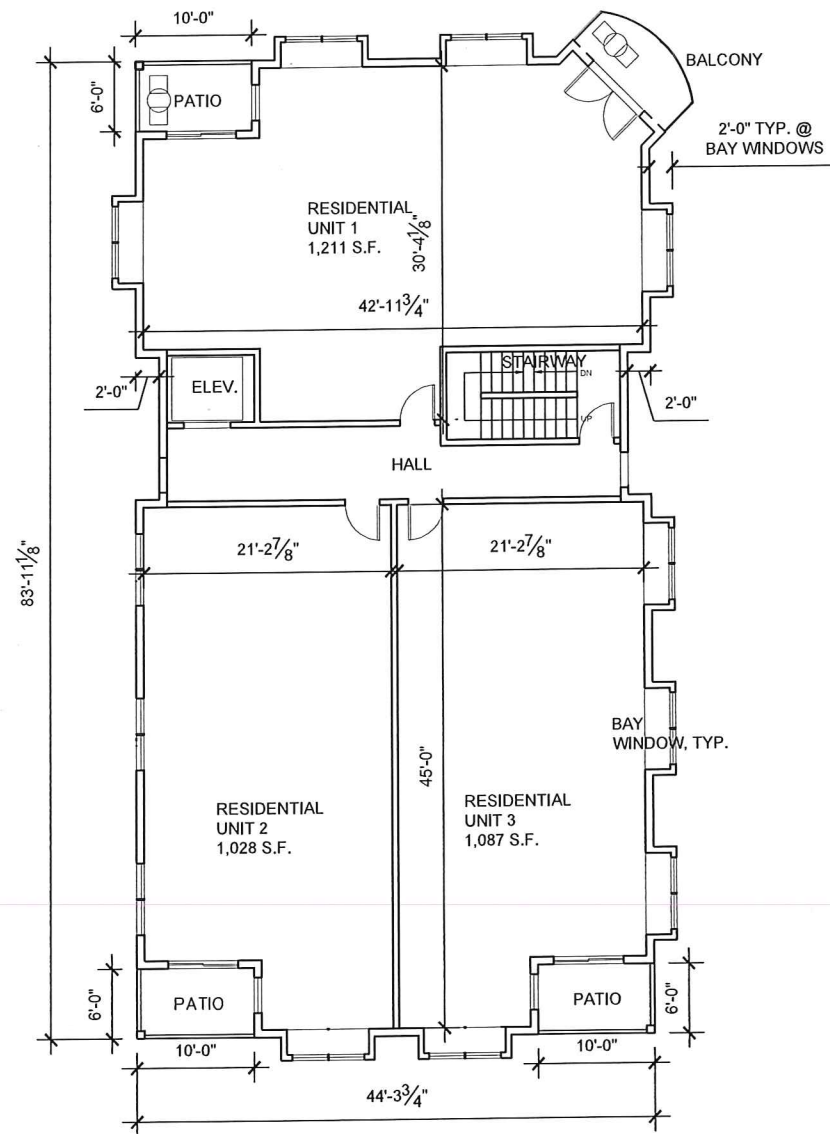 10'-0"
BALCONY
6'-0"
PATIO
2'-0" TYP. @
BAY WINDOWS
RESIDENTIAL
UNIT 1
1,211 S.F.
30'-4 1/8"
42'-11 3/4"
STAIRWAY
DN
ELEV.
2'-0"
2'-0"
UP
HALL
83'-11 1/8"
21'-2 7/8"
21'-2 7/8"
BAY
WINDOW, TYP.
45'-0"
RESIDENTIAL
UNIT 2
1,028 S.F.
RESIDENTIAL
UNIT 3
1,087 S.F.
6'-0"
PATIO
PATIO
6'-0"
10'-0"
10'-0"
44'-3 3/4"